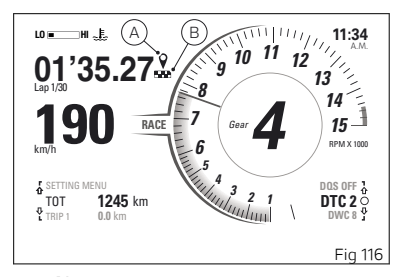 A B
LO HI 11:34
A.M.
01'35.27
Lap 1/30
190
km/h
RACE
Gear 4
1 2 3 4 5 6 7 8 9 10 11 12 13 14 15
RPM X 1000
SETTING MENU
TOT 1245 km
TRIP 1 0.0 km
DQS OFF
DTC 2
DWC 8
Fig 116